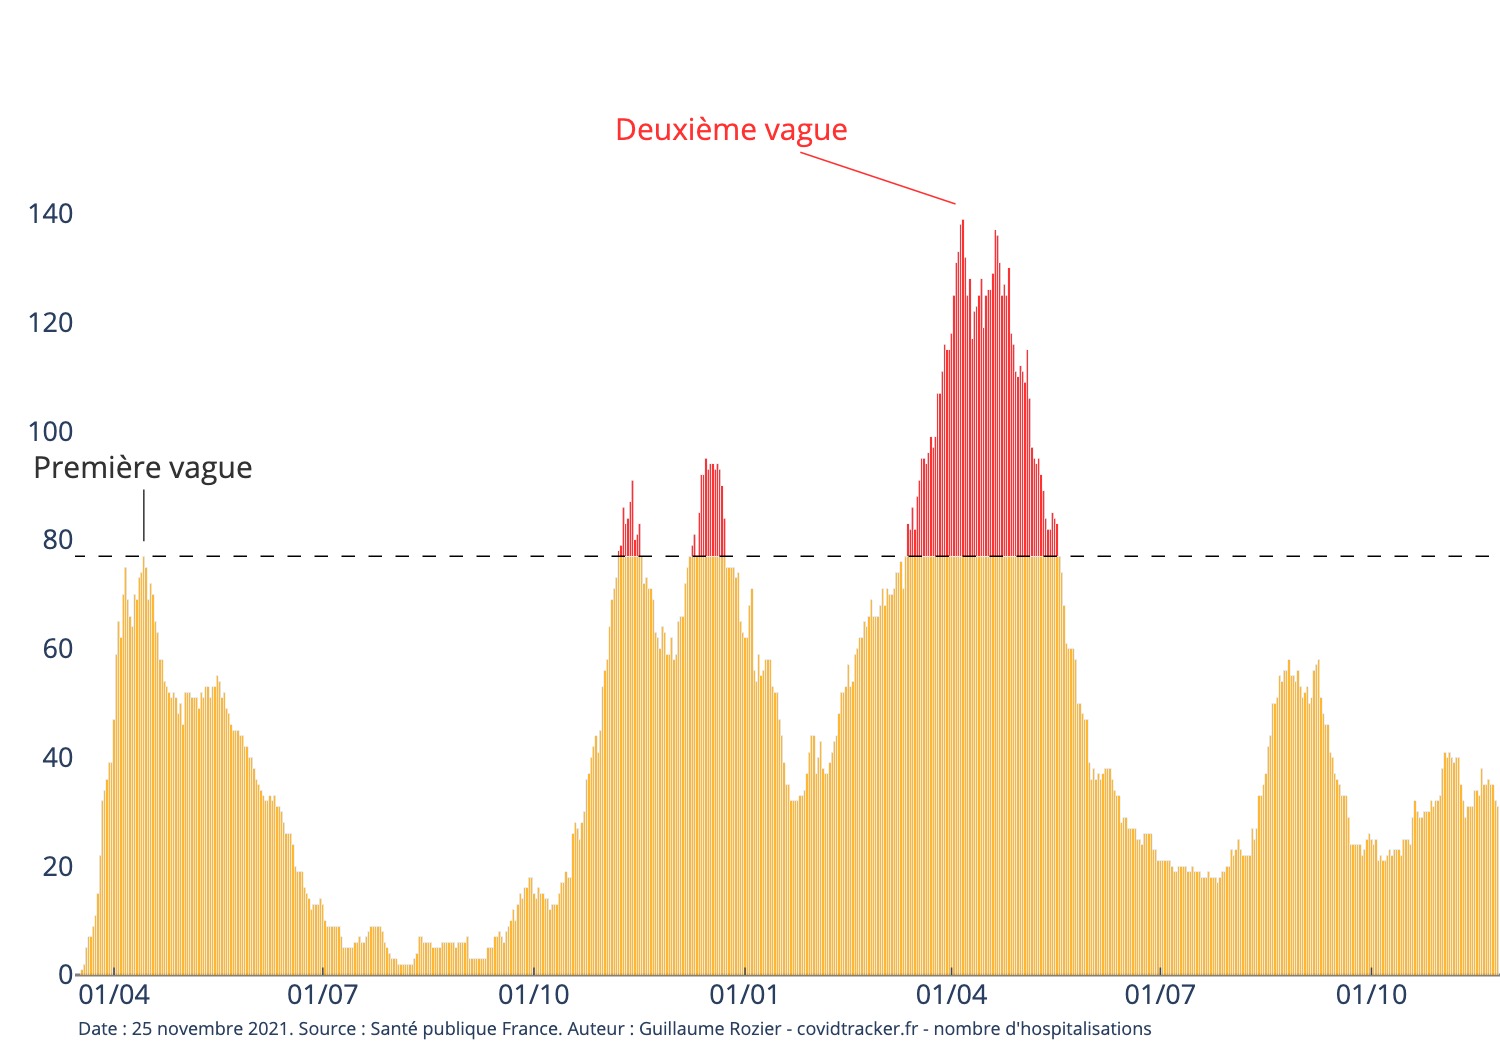 Deuxième vague
140
120
100
Première vague
80
60
40
20
0
01/04 01/07 01/10 01/01 01/04 01/07 01/10
Date : 25 novembre 2021. Source : Santé publique France. Auteur : Guillaume Rozier - covidtracker.fr - nombre d'hospitalisations